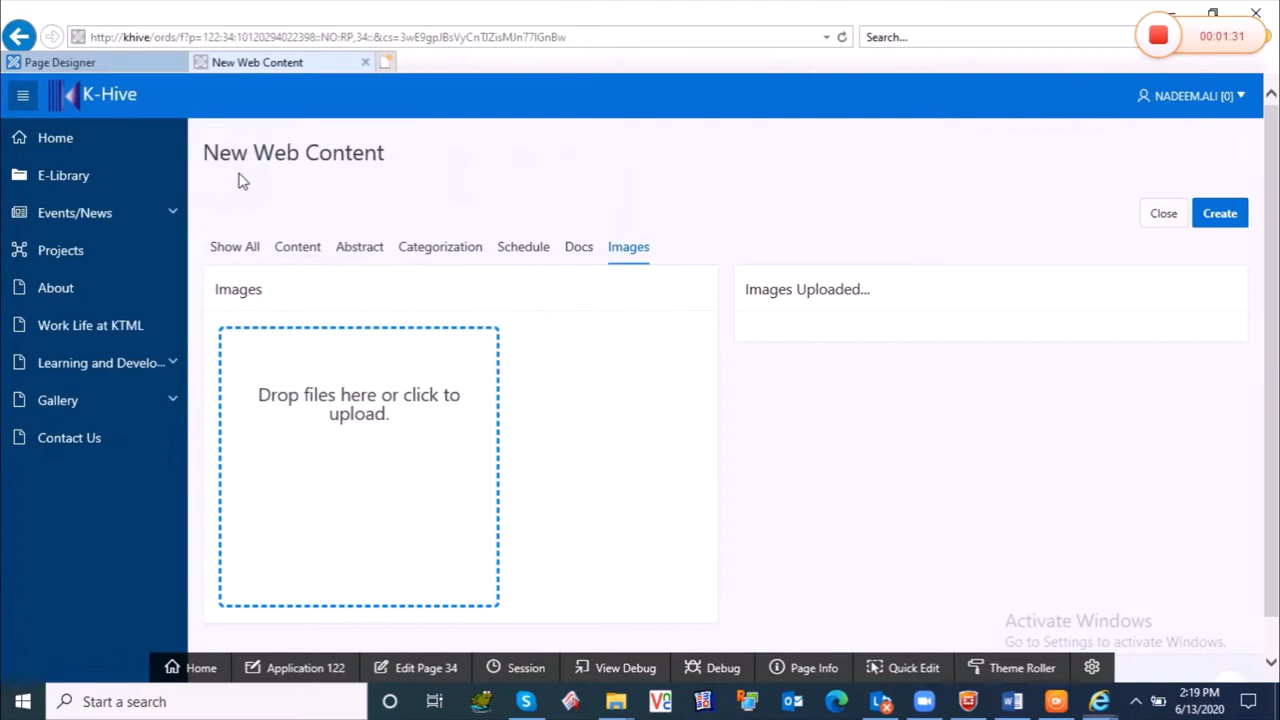 http://khive/ords/f?p=122:34:10120294022398::NO:RP,34::&cs=3wE9gpJBsVyCnTJZisMJn77IGnBw
Search...
00:01:31
Page Designer
New Web Content
K-Hive
NADEEM.ALI [0]
Home
E-Library
Events/News
Projects
About
Work Life at KTML
Learning and Develo...
Gallery
Contact Us
New Web Content
Close
Create
Show All
Content
Abstract
Categorization
Schedule
Docs
Images
Images
Images Uploaded...
Drop files here or click to
upload.
Activate Windows
Go to Settings to activate Windows.
Home
Application 122
Edit Page 34
Session
View Debug
Debug
Page Info
Quick Edit
Theme Roller
Start a search
2:19 PM
6/13/2020